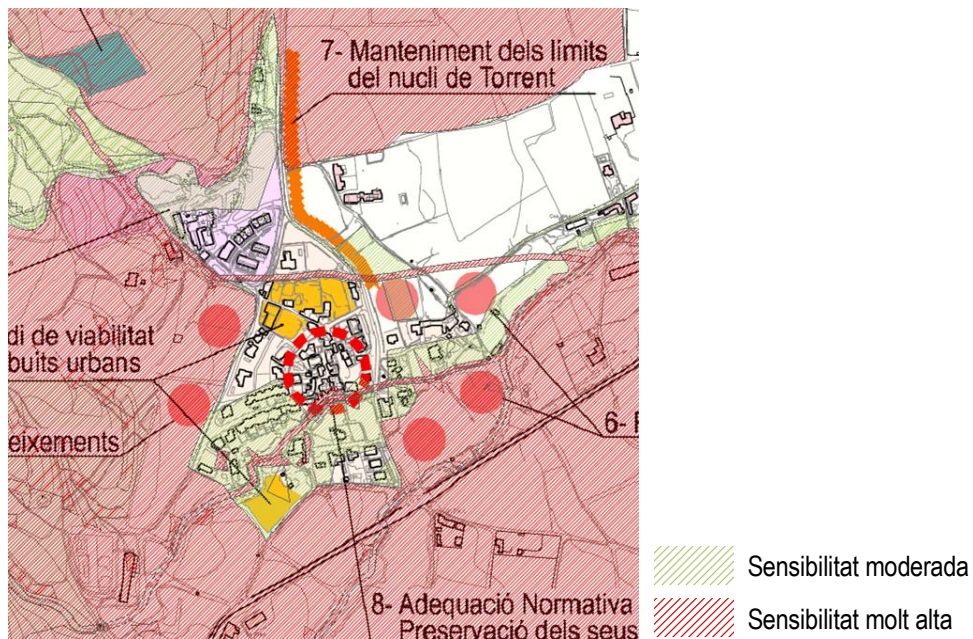 7- Manteniment dels límits
del nucli de Torrent
di de viabilitat
buits urbans
eixements
6-
8- Adequació Normativa
Preservació dels seus
Sensibilitat moderada
Sensibilitat molt alta